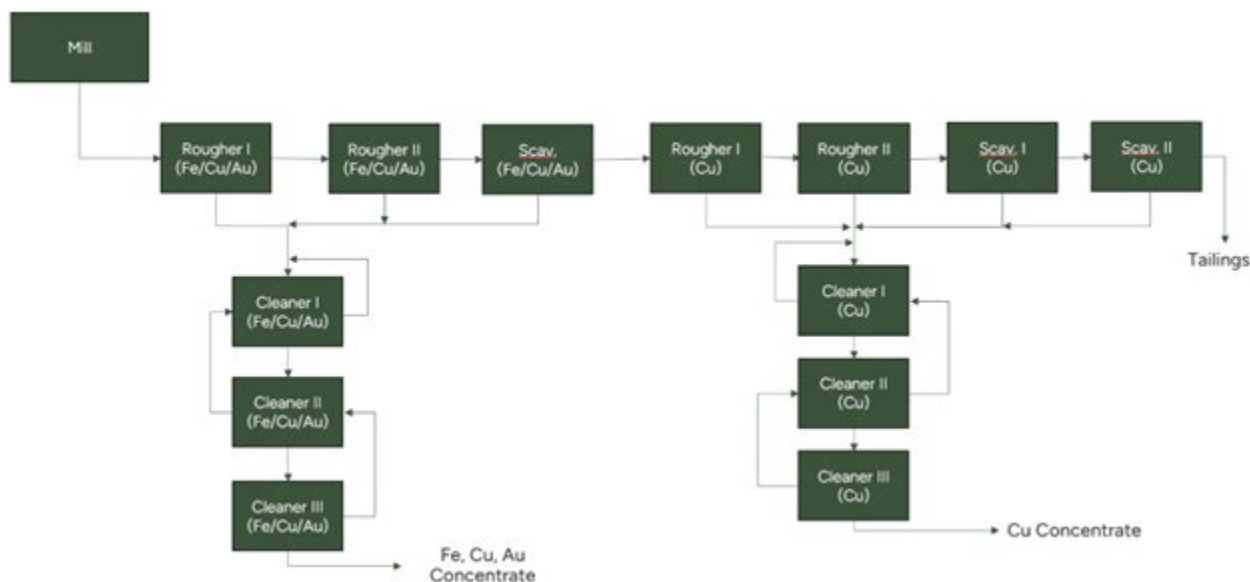 Mill
Rougher I
(Fe/Cu/Au)
Rougher II
(Fe/Cu/Au)
Scav.
(Fe/Cu/Au)
Rougher I
(Cu)
Rougher II
(Cu)
Scav. I
(Cu)
Scav. II
(Cu)
Tailings
Cleaner I
(Fe/Cu/Au)
Cleaner I
(Cu)
Cleaner II
(Fe/Cu/Au)
Cleaner II
(Cu)
Cleaner III
(Fe/Cu/Au)
Cleaner III
(Cu)
Fe, Cu, Au
Concentrate
Cu Concentrate